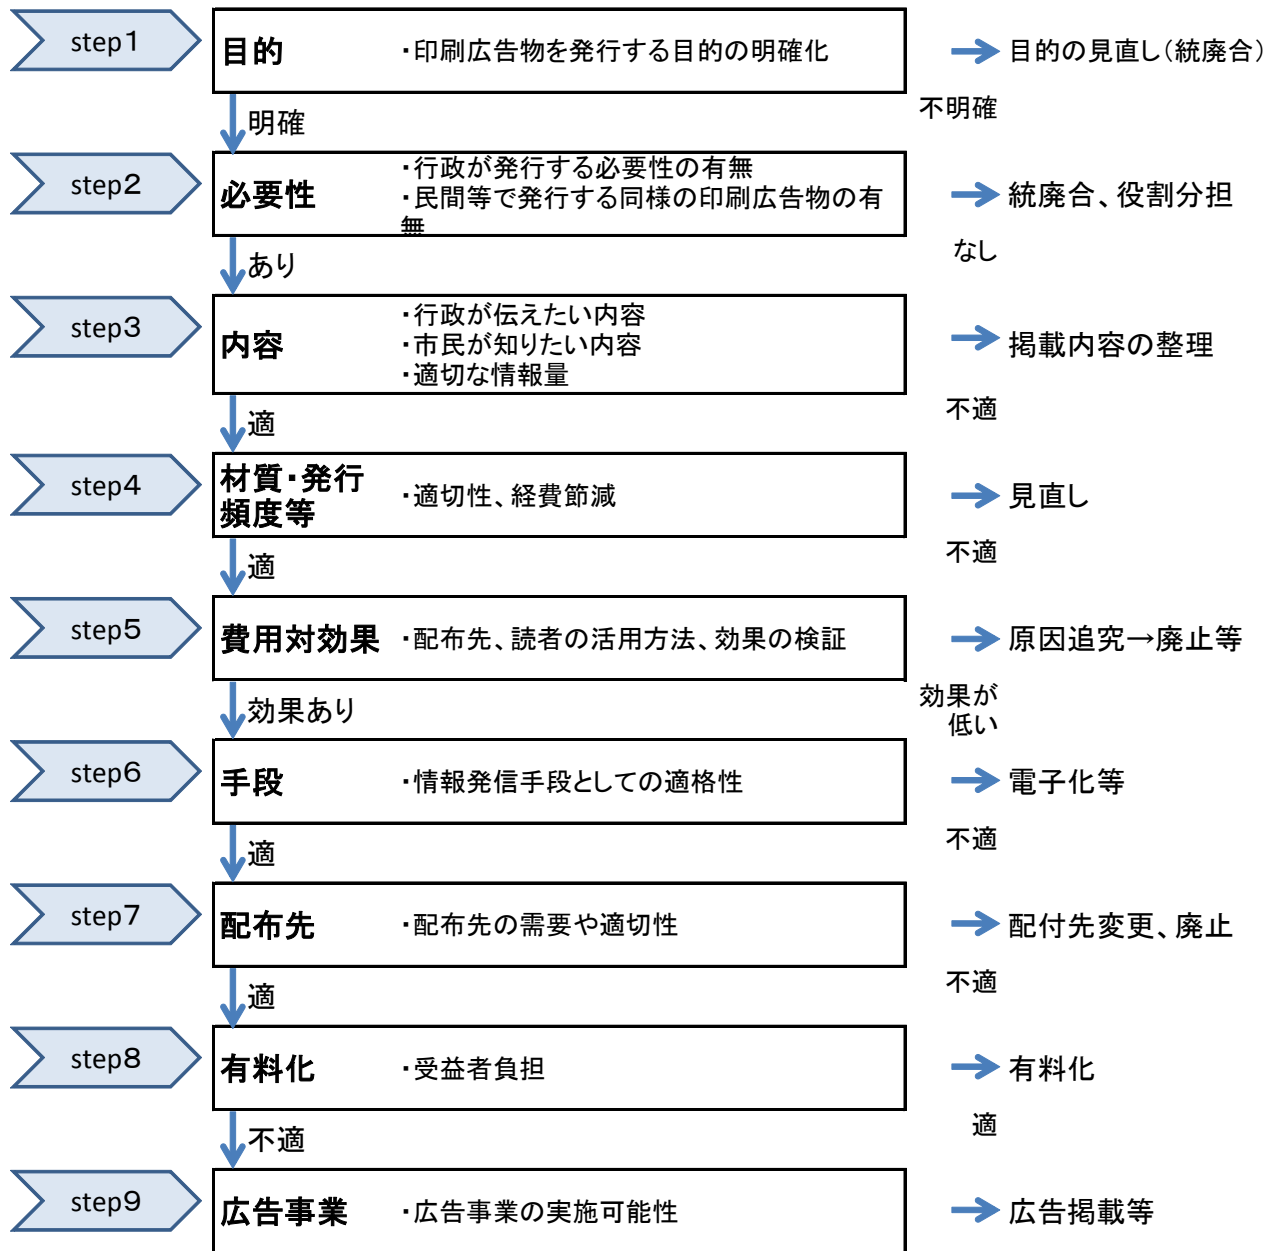 step1
目的
・印刷広告物を発行する目的の明確化
目的の見直し（統廃合）
不明確
明確
step2
必要性
・行政が発行する必要性の有無
・民間等で発行する同様の印刷広告物の有
無
統廃合、役割分担
なし
あり
step3
内容
・行政が伝えたい内容
・市民が知りたい内容
・適切な情報量
掲載内容の整理
不適
適
step4
材質・発行
頻度等
・適切性、経費節減
見直し
不適
適
step5
費用対効果
・配布先、読者の活用方法、効果の検証
原因追究→廃止等
効果が
低い
効果あり
step6
手段
・情報発信手段としての適格性
電子化等
不適
適
step7
配布先
・配布先の需要や適切性
配付先変更、廃止
不適
適
step8
有料化
・受益者負担
有料化
適
不適
step9
広告事業
・広告事業の実施可能性
広告掲載等